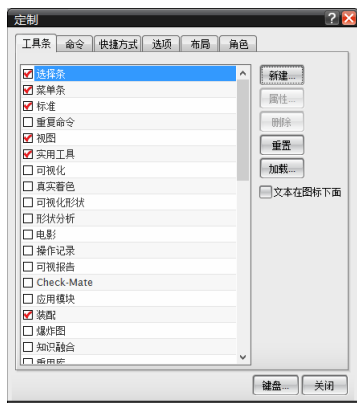 定制
工具条 命令 快捷方式 选项 布局 角色
选择条
菜单条
标准
重复命令
视图
实用工具
可视化
真实着色
可视化形状
形状分析
电影
操作记录
可视报告
Check-Mate
应用模块
装配
爆炸图
知识融合
重用库
新建...
属性...
删除
重置
加载...
文本在图标下面
键盘... 关闭